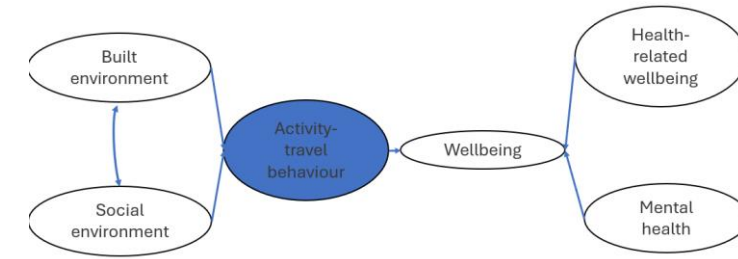 Built
environment
Social
environment
Activity-
travel
behaviour
Wellbeing
Health-
related
wellbeing
Mental
health